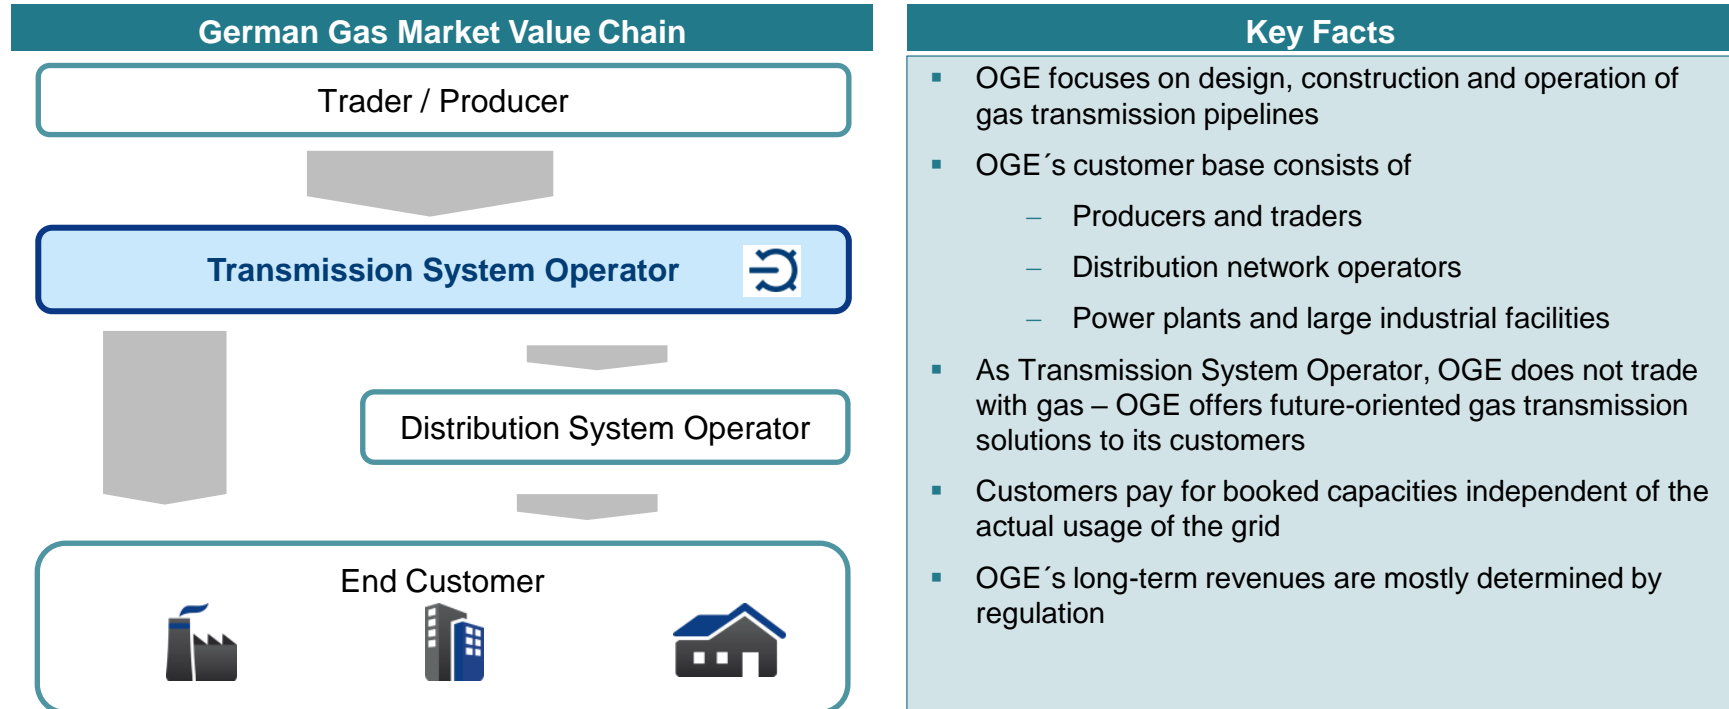 German Gas Market Value Chain
Trader / Producer
Transmission System Operator
Distribution System Operator
End Customer
Key Facts
▪ OGE focuses on design, construction and operation of
gas transmission pipelines
▪ OGE´s customer base consists of
– Producers and traders
– Distribution network operators
– Power plants and large industrial facilities
▪ As Transmission System Operator, OGE does not trade
with gas – OGE offers future-oriented gas transmission
solutions to its customers
▪ Customers pay for booked capacities independent of the
actual usage of the grid
▪ OGE´s long-term revenues are mostly determined by
regulation